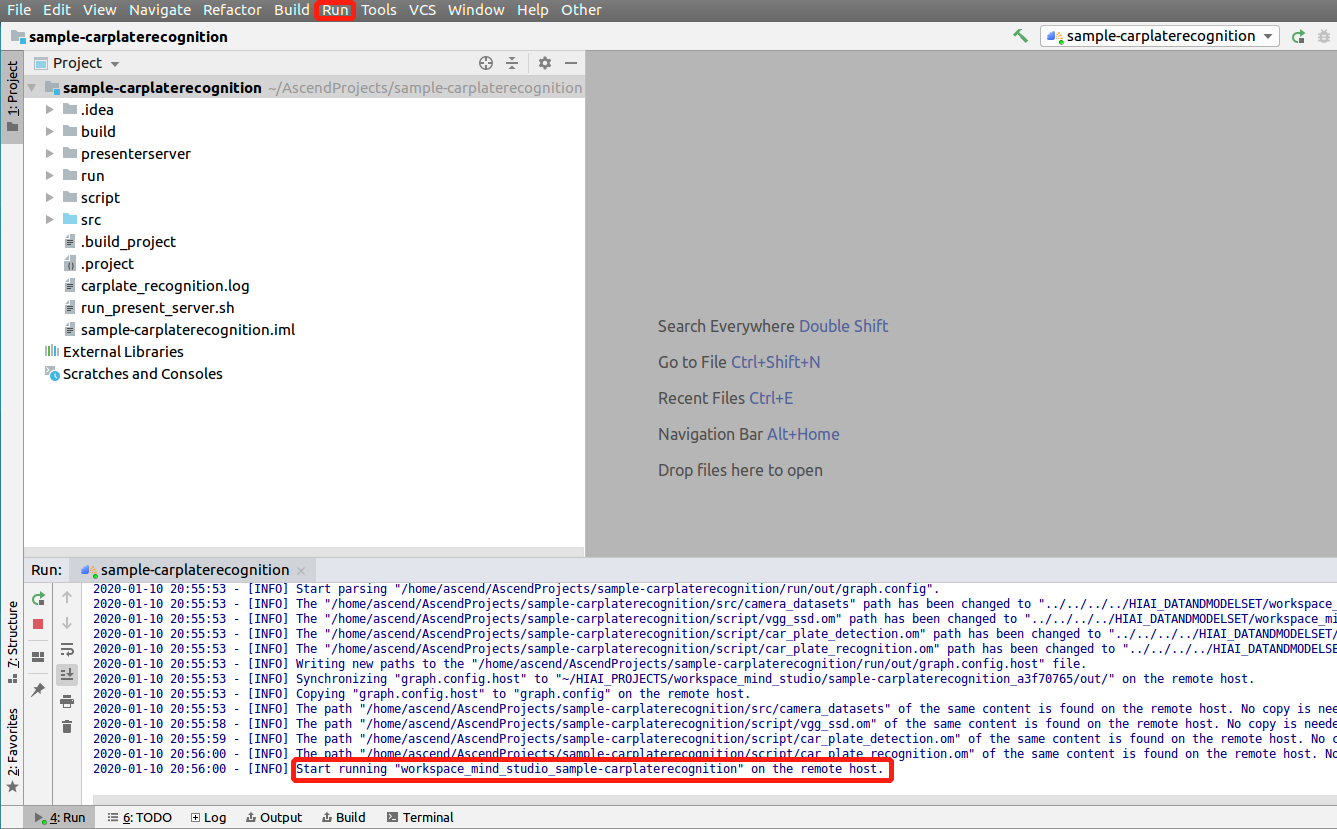 File Edit View Navigate Refactor Build Run Tools VCS Window Help Other
sample-carplaterecognition
sample-carplaterecognition
1: Project
Project
sample-carplaterecognition ~/AscendProjects/sample-carplaterecognition
.idea
build
presenterserver
run
script
src
.build_project
.project
carplate_recognition.log
run_present_server.sh
sample-carplaterecognition.iml
External Libraries
Scratches and Consoles
Search Everywhere Double Shift
Go to File Ctrl+Shift+N
Recent Files Ctrl+E
Navigation Bar Alt+Home
Drop files here to open
Run: sample-carplaterecognition
7: Structure
2: Favorites
2020-01-10 20:55:53 - [INFO] Start parsing "/home/ascend/AscendProjects/sample-carplaterecognition/run/out/graph.config".
2020-01-10 20:55:53 - [INFO] The "/home/ascend/AscendProjects/sample-carplaterecognition/src/camera_datasets" path has been changed to "../../../../HIAI_DATANDMODELSET/workspace_
2020-01-10 20:55:53 - [INFO] The "/home/ascend/AscendProjects/sample-carplaterecognition/script/vgg_ssd.om" path has been changed to "../../../../HIAI_DATANDMODELSET/workspace_mi
2020-01-10 20:55:53 - [INFO] The "/home/ascend/AscendProjects/sample-carplaterecognition/script/car_plate_detection.om" path has been changed to "../../../../HIAI_DATANDMODELSET/
2020-01-10 20:55:53 - [INFO] The "/home/ascend/AscendProjects/sample-carplaterecognition/script/car_plate_recognition.om" path has been changed to "../../../../HIAI_DATANDMODELSE
2020-01-10 20:55:53 - [INFO] Writing new paths to the "/home/ascend/AscendProjects/sample-carplaterecognition/run/out/graph.config.host" file.
2020-01-10 20:55:53 - [INFO] Synchronizing "graph.config.host" to "~/HIAI_PROJECTS/workspace_mind_studio/sample-carplaterecognition_a3f70765/out/" on the remote host.
2020-01-10 20:55:53 - [INFO] Copying "graph.config.host" to "graph.config" on the remote host.
2020-01-10 20:55:53 - [INFO] The path "/home/ascend/AscendProjects/sample-carplaterecognition/src/camera_datasets" of the same content is found on the remote host. No copy is nee
2020-01-10 20:55:58 - [INFO] The path "/home/ascend/AscendProjects/sample-carplaterecognition/script/vgg_ssd.om" of the same content is found on the remote host. No copy is neede
2020-01-10 20:55:59 - [INFO] The path "/home/ascend/AscendProjects/sample-carplaterecognition/script/car_plate_detection.om" of the same content is found on the remote host. No c
2020-01-10 20:56:00 - [INFO] The path "/home/ascend/AscendProjects/sample-carplaterecognition/script/car_plate_recognition.om" of the same content is found on the remote host. No
2020-01-10 20:56:00 - [INFO] Start running "workspace_mind_studio_sample-carplaterecognition" on the remote host.
4: Run 6: TODO Log Output Build Terminal